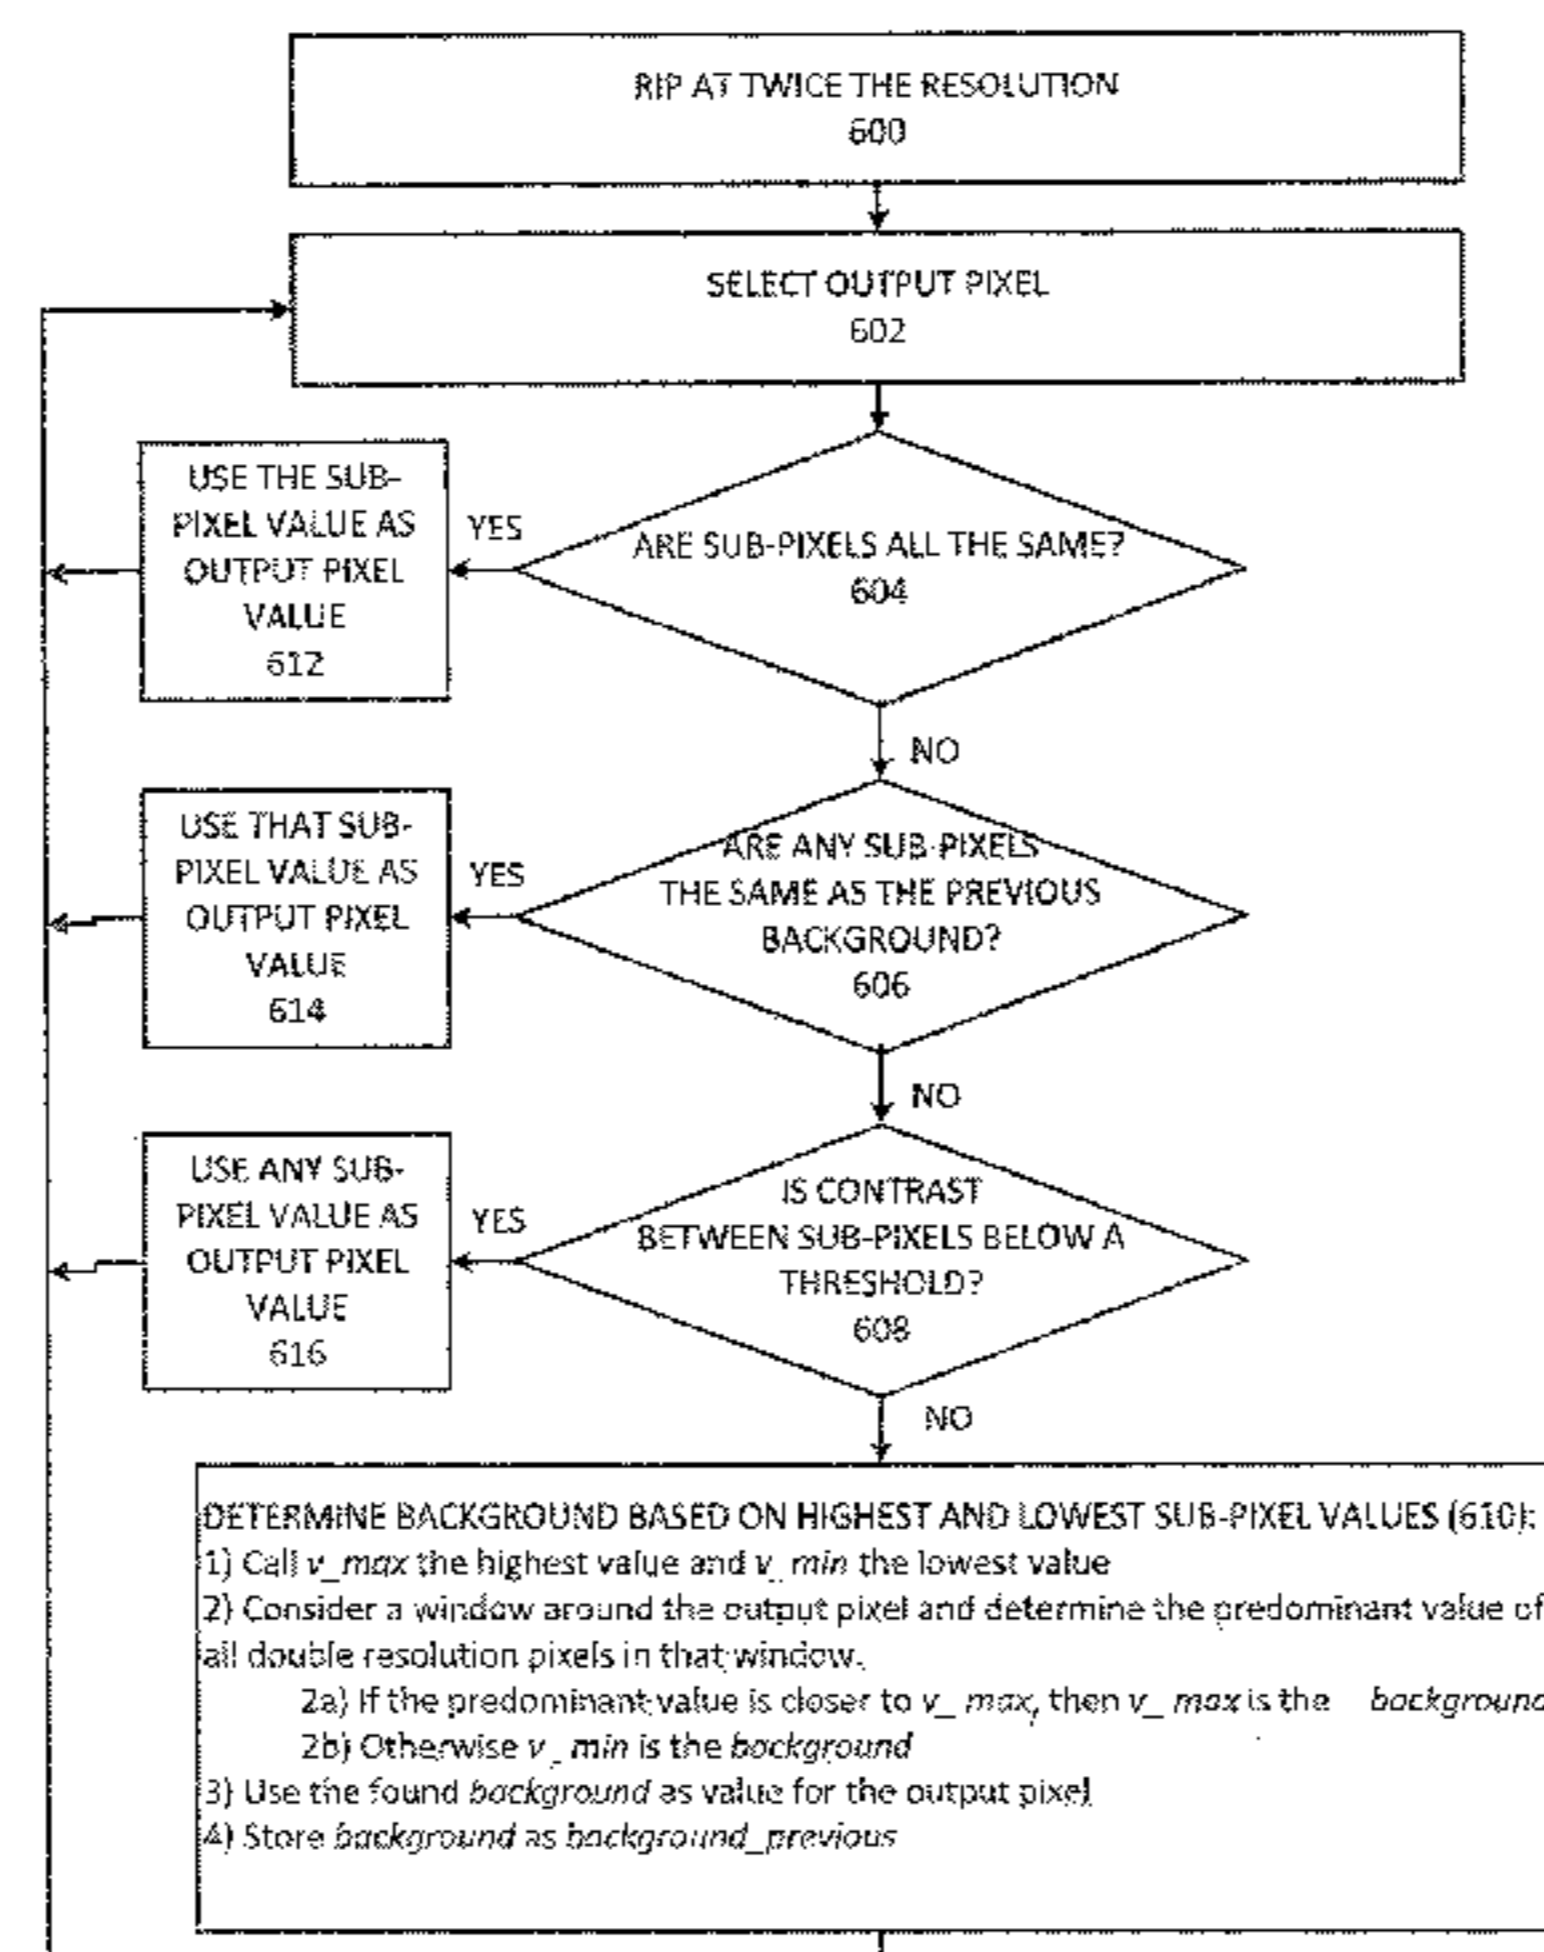 RIP AT TWICE THE RESOLUTION
600
SELECT OUTPUT PIXEL
602
USE THE SUB-
PIXEL VALUE AS
OUTPUT PIXEL
VALUE
612
YES
ARE SUB-PIXELS ALL THE SAME?
604
NO
USE THAT SUB-
PIXEL VALUE AS
OUTPUT PIXEL
VALUE
614
YES
ARE ANY SUB-PIXELS
THE SAME AS THE PREVIOUS
BACKGROUND?
606
NO
USE ANY SUB-
PIXEL VALUE AS
OUTPUT PIXEL
VALUE
616
YES
IS CONTRAST
BETWEEN SUB-PIXELS BELOW A
THRESHOLD?
608
NO
DETERMINE BACKGROUND BASED ON HIGHEST AND LOWEST SUB-PIXEL VALUES (610):
1) Call v_max the highest value and v_min the lowest value
2) Consider a window around the output pixel and determine the predominant value of
all double resolution pixels in that window.
2a) If the predominant value is closer to v_max, then v_max is the background
2b) Otherwise v_min is the background
3) Use the found background as value for the output pixel
4) Store background as background_previous